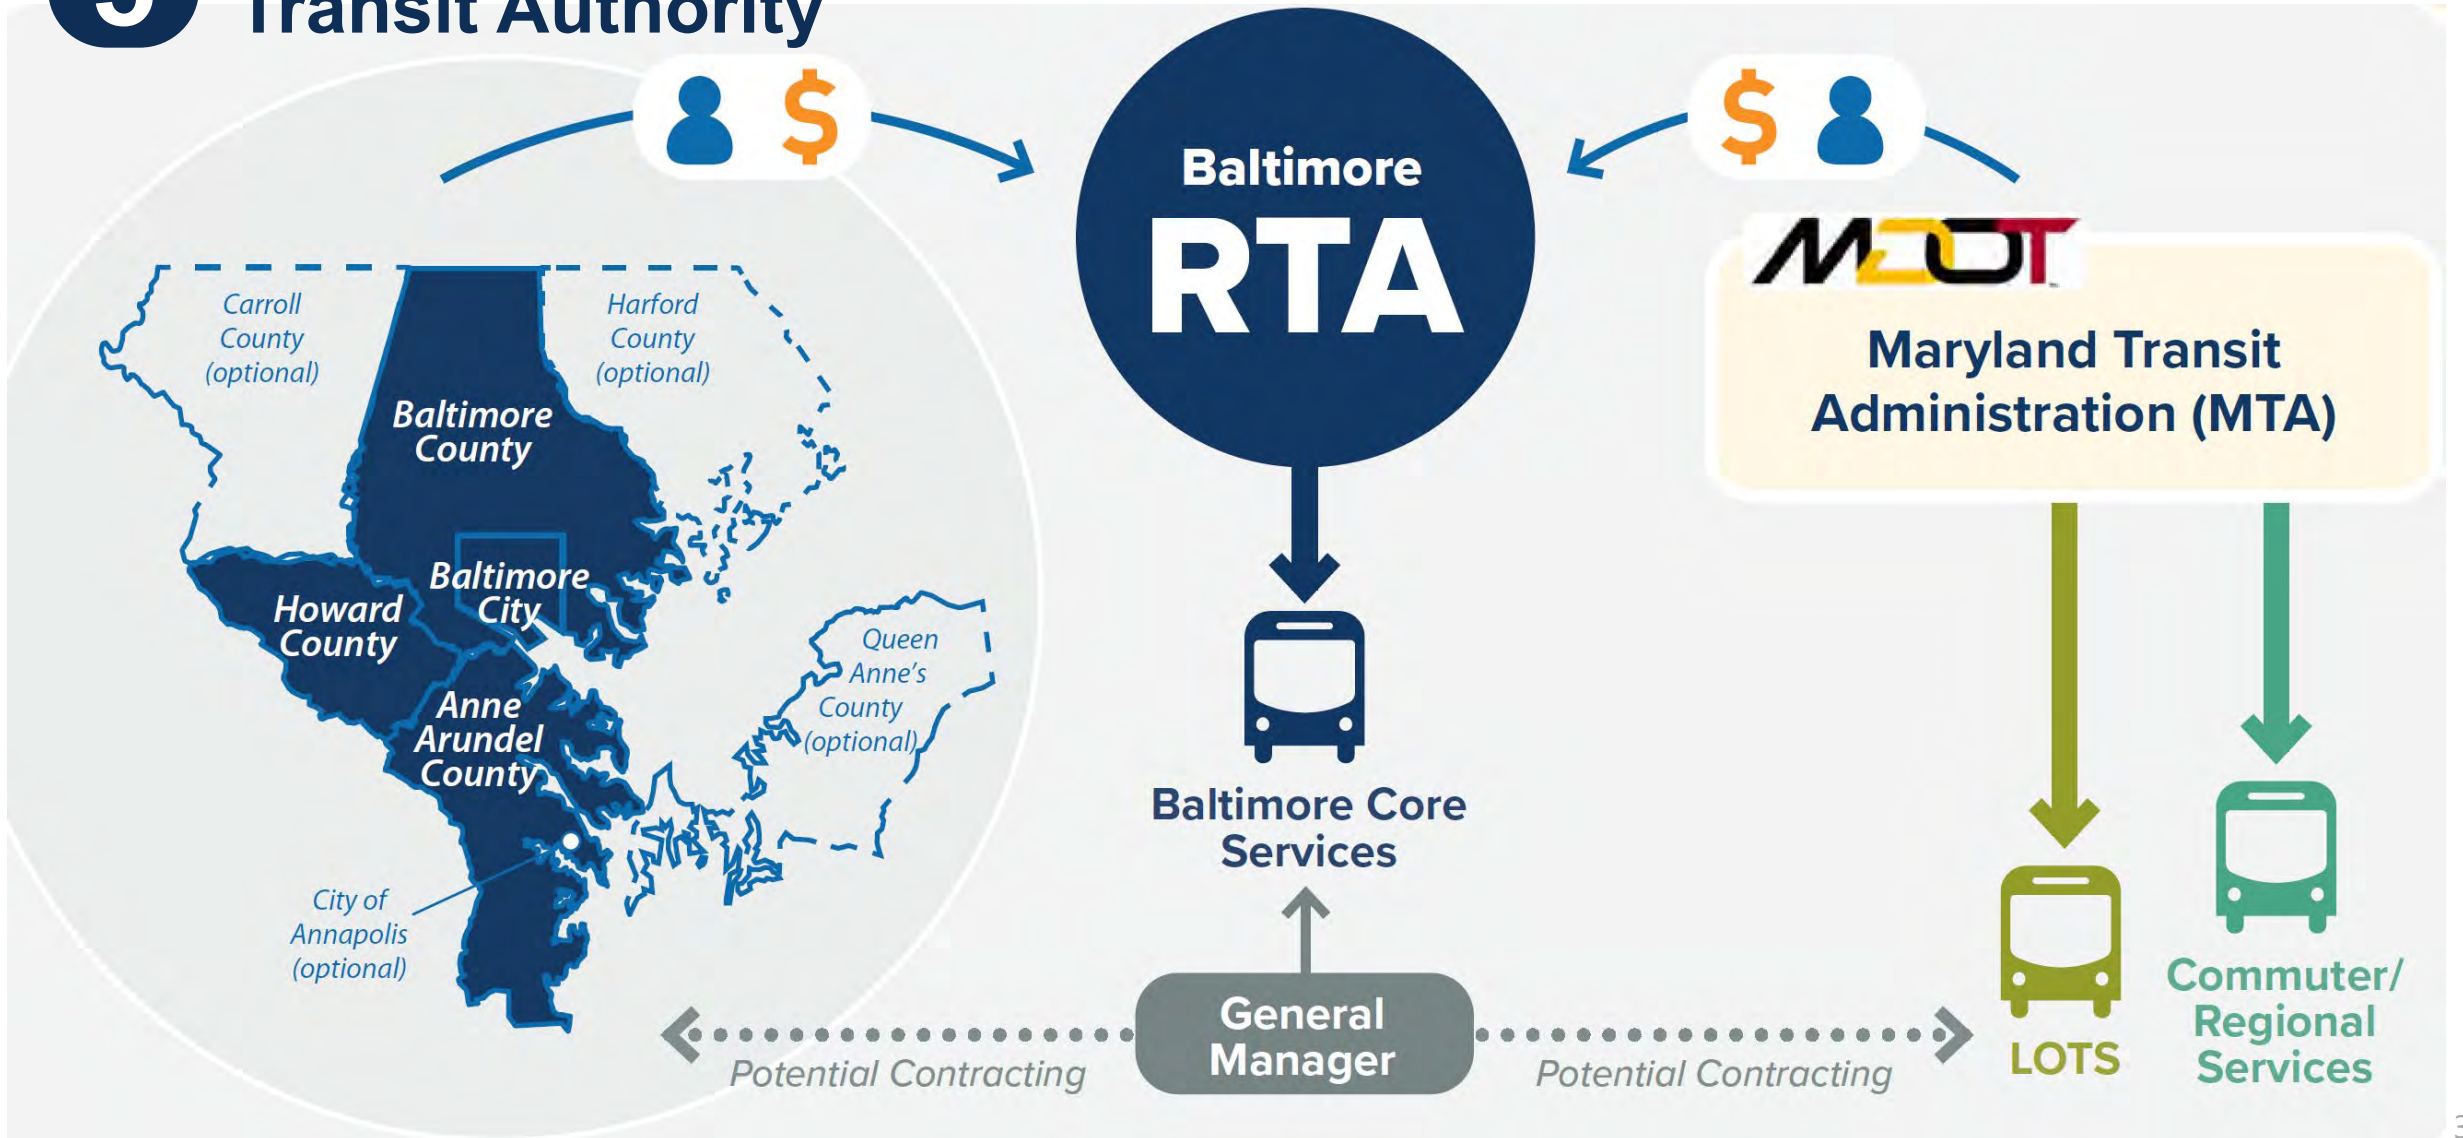 Transit Authority
Baltimore
RTA
MDOT
Maryland Transit
Administration (MTA)
Carroll
County
(optional)
Harford
County
(optional)
Baltimore
County
Baltimore
City
Howard
County
Anne
Arundel
County
Queen
Anne's
County
(optional)
City of
Annapolis
(optional)
Baltimore Core
Services
General
Manager
Potential Contracting
Potential Contracting
LOTS
Commuter/
Regional
Services
$
$